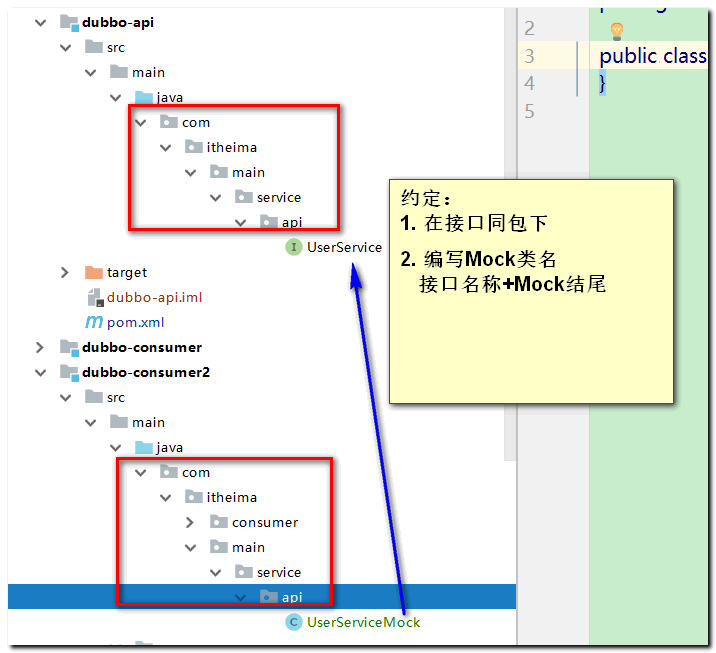 dubbo-api
src
main
java
com
itheima
main
service
api
UserService
target
dubbo-api.iml
pom.xml
dubbo-consumer
dubbo-consumer2
src
main
java
com
itheima
consumer
main
service
api
UserServiceMock
2
3 public class
4 }
5
约定：
1. 在接口同包下
2. 编写Mock类名
接口名称+Mock结尾